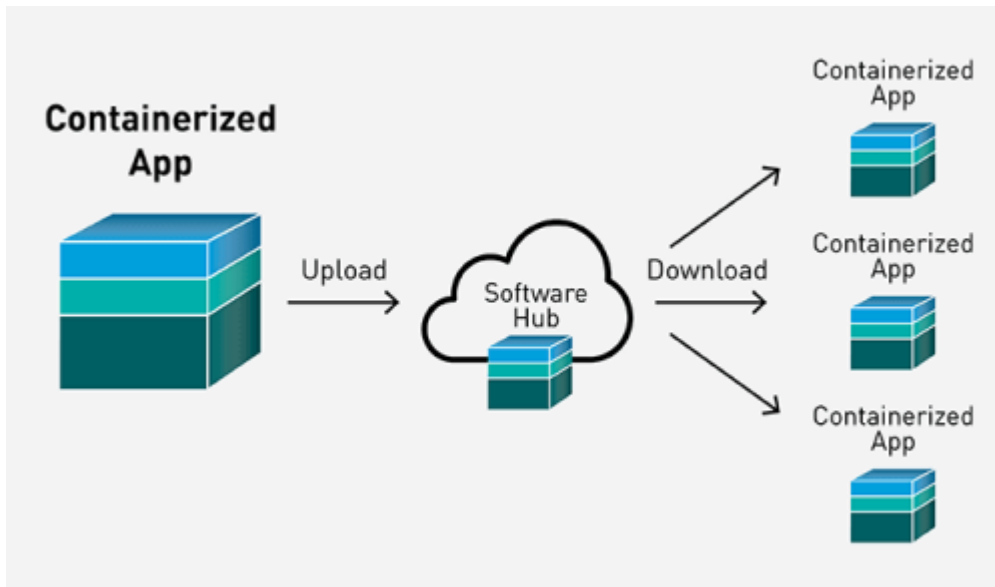 Containerized
App
Upload
Software
Hub
Download
Containerized
App
Containerized
App
Containerized
App